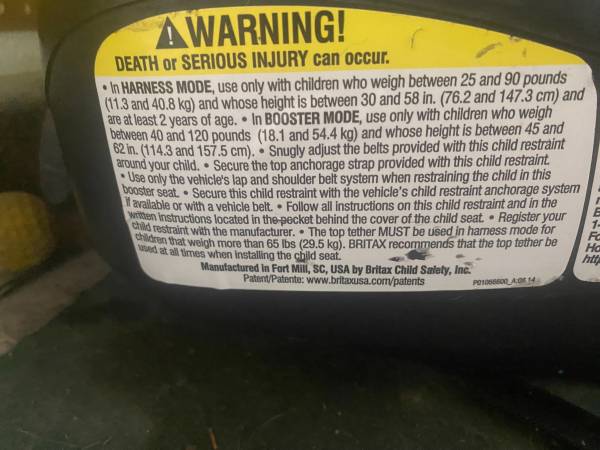 WARNING!
DEATH or SERIOUS INJURY can occur.
• In HARNESS MODE, use only with children who weigh between 25 and 90 pounds
(11.3 and 40.8 kg) and whose height is between 30 and 58 in. (76.2 and 147.3 cm) and
are at least 2 years of age. • In BOOSTER MODE, use only with children who weigh
between 40 and 120 pounds (18.1 and 54.4 kg) and whose height is between 45 and
62 in. (114.3 and 157.5 cm). • Snugly adjust the belts provided with this child restraint
around your child. • Secure the top anchorage strap provided with this child restraint.
• Use only the vehicle's lap and shoulder belt system when restraining the child in this
booster seat. • Secure this child restraint with the vehicle's child restraint anchorage system
if available or with a vehicle belt. • Follow all instructions on this child restraint and in the
written instructions located in the pocket behind the cover of the child seat. • Register your
child restraint with the manufacturer. • The top tether MUST be used in harness mode for
children that weigh more than 65 lbs (29.5 kg). BRITAX recommends that the top tether be
used at all times when installing the child seat.
Manufactured in Fort Mill, SC, USA by Britax Child Safety, Inc.
Patent/Patente: www.britaxusa.com/patents